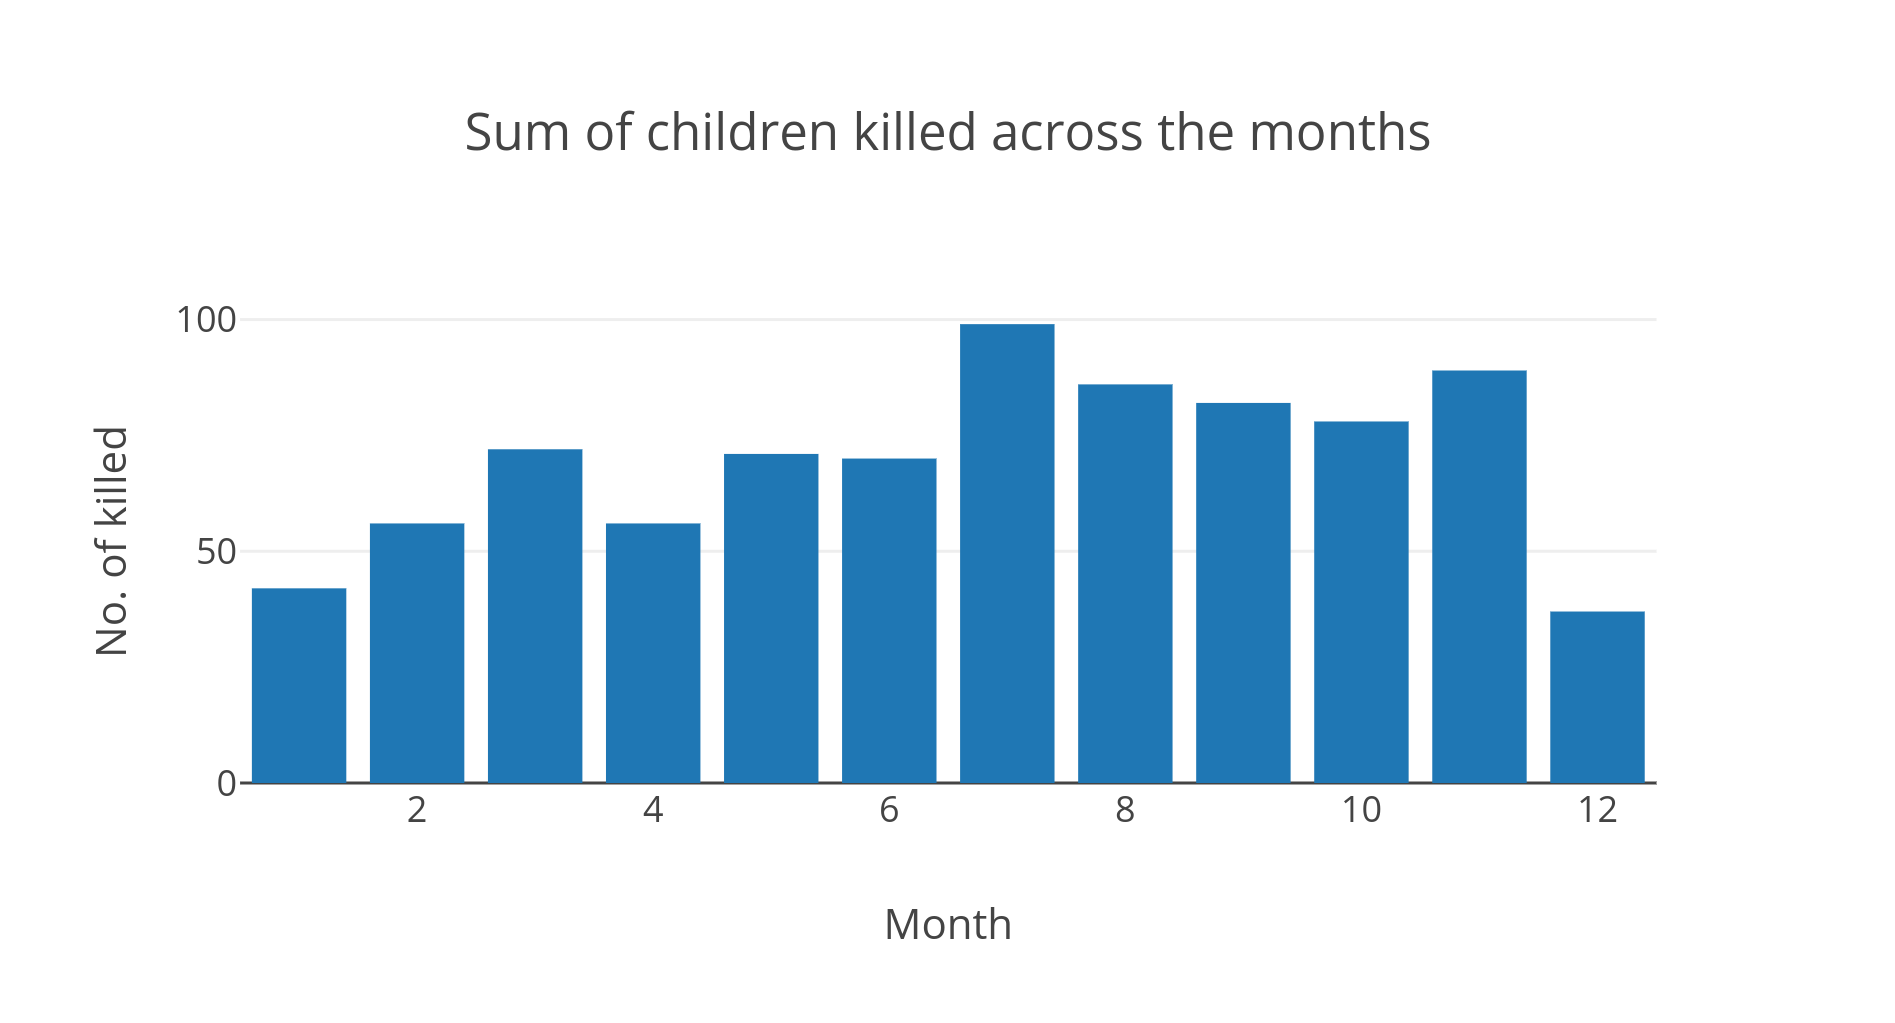 Sum of children killed across the months
No. of killed
100
50
0
2 4 6 8 10 12
Month